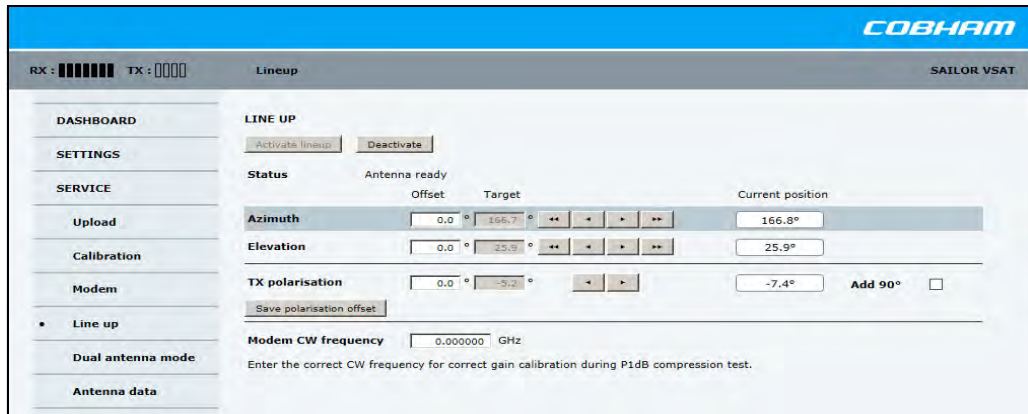 COBHAM
RX : TX : Lineup SAILOR VSAT
DASHBOARD
SETTINGS
SERVICE
Upload
Calibration
Modem
• Line up
Dual antenna mode
Antenna data
LINE UP
Activate lineup Deactivate
Status Antenna ready
Offset Target Current position
Azimuth 0.0 ° 166.7 ° 166.8°
Elevation 0.0 ° 25.9 ° 25.9°
TX polarisation 0.0 ° -5.2 ° -7.4° Add 90°
Save polarisation offset
Modem CW frequency 0.000000 GHz
Enter the correct CW frequency for correct gain calibration during P1dB compression test.